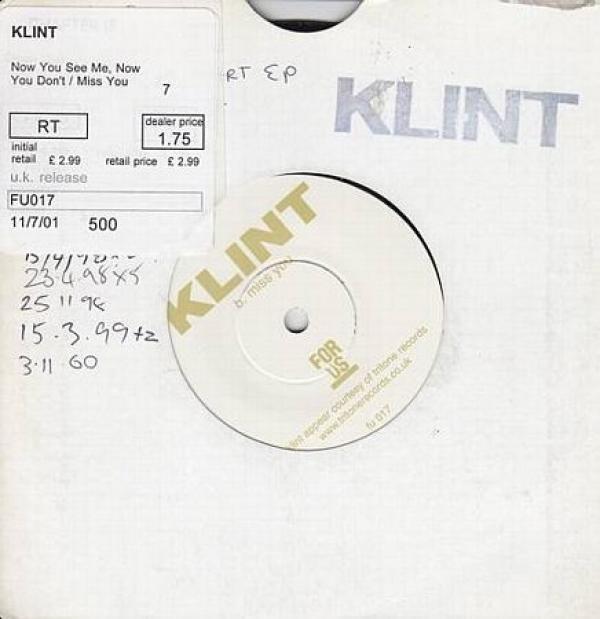 KLINT
Now You See Me, Now
You Don't / Miss You
7
RT
dealer price
1.75
initial
retail £ 2.99
retail price £ 2.99
u.k. release
FU017
11/7/01
500
RT EP
KLINT
23.4.98x5
25 11 98
15.3.99 +2
3.11.60
KLINT
b: miss you
FOR
US
appear courtesy of tritone records
www.tritonerecords.co.uk
fu 017